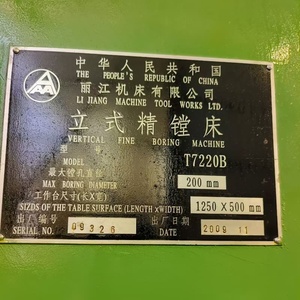 中华人民共和国
THE PEOPLE'S REPUBLIC OF CHINA
丽江机床有限公司
LI JIANG MACHINE TOOL WORKS LTD.
立式精镗床
VERTICAL FINE BORING MACHINE
型号
MODEL T7220B
最大镗孔直径
MAX BORING DIAMETER 200 mm
工作台尺寸(长X宽)
SIZDS OF THE TABLE SURFACE (LENGTH xWIDTH) 1250 X 500 mm
出厂编号 出厂日期
SERIAL NO. 09326 DATE 2009 11